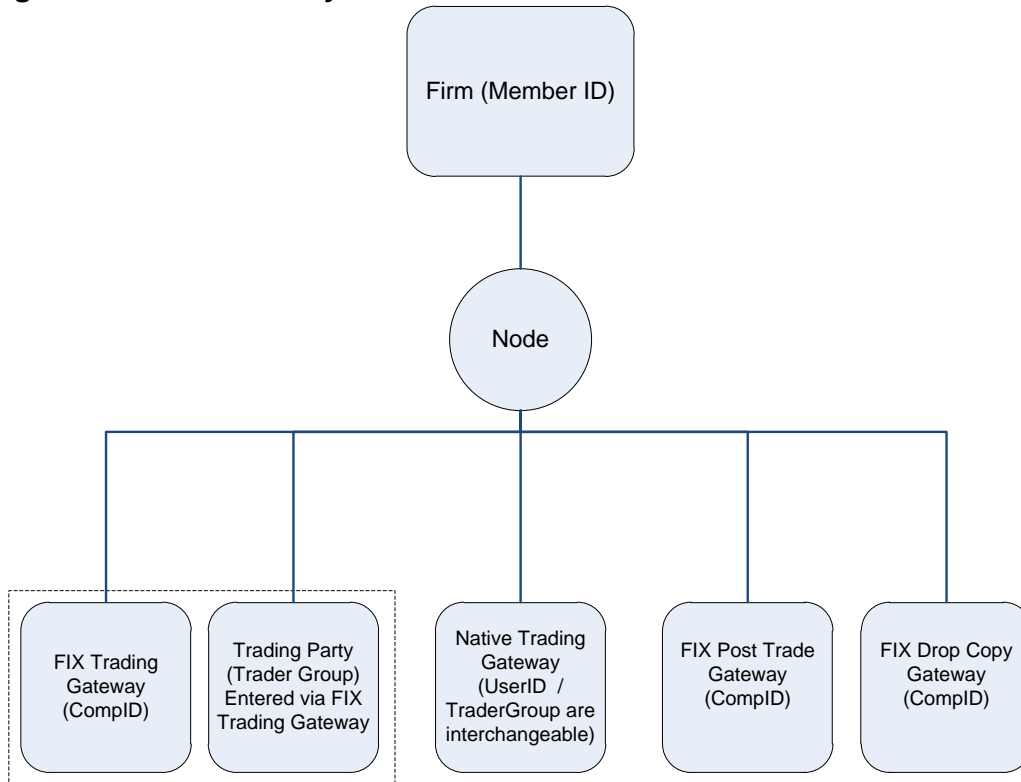 Firm (Member ID)
Node
FIX Trading
Gateway
(CompID)
Trading Party
(Trader Group)
Entered via FIX
Trading Gateway
Native Trading
Gateway
(UserID /
TraderGroup are
interchangeable)
FIX Post Trade
Gateway
(CompID)
FIX Drop Copy
Gateway
(CompID)